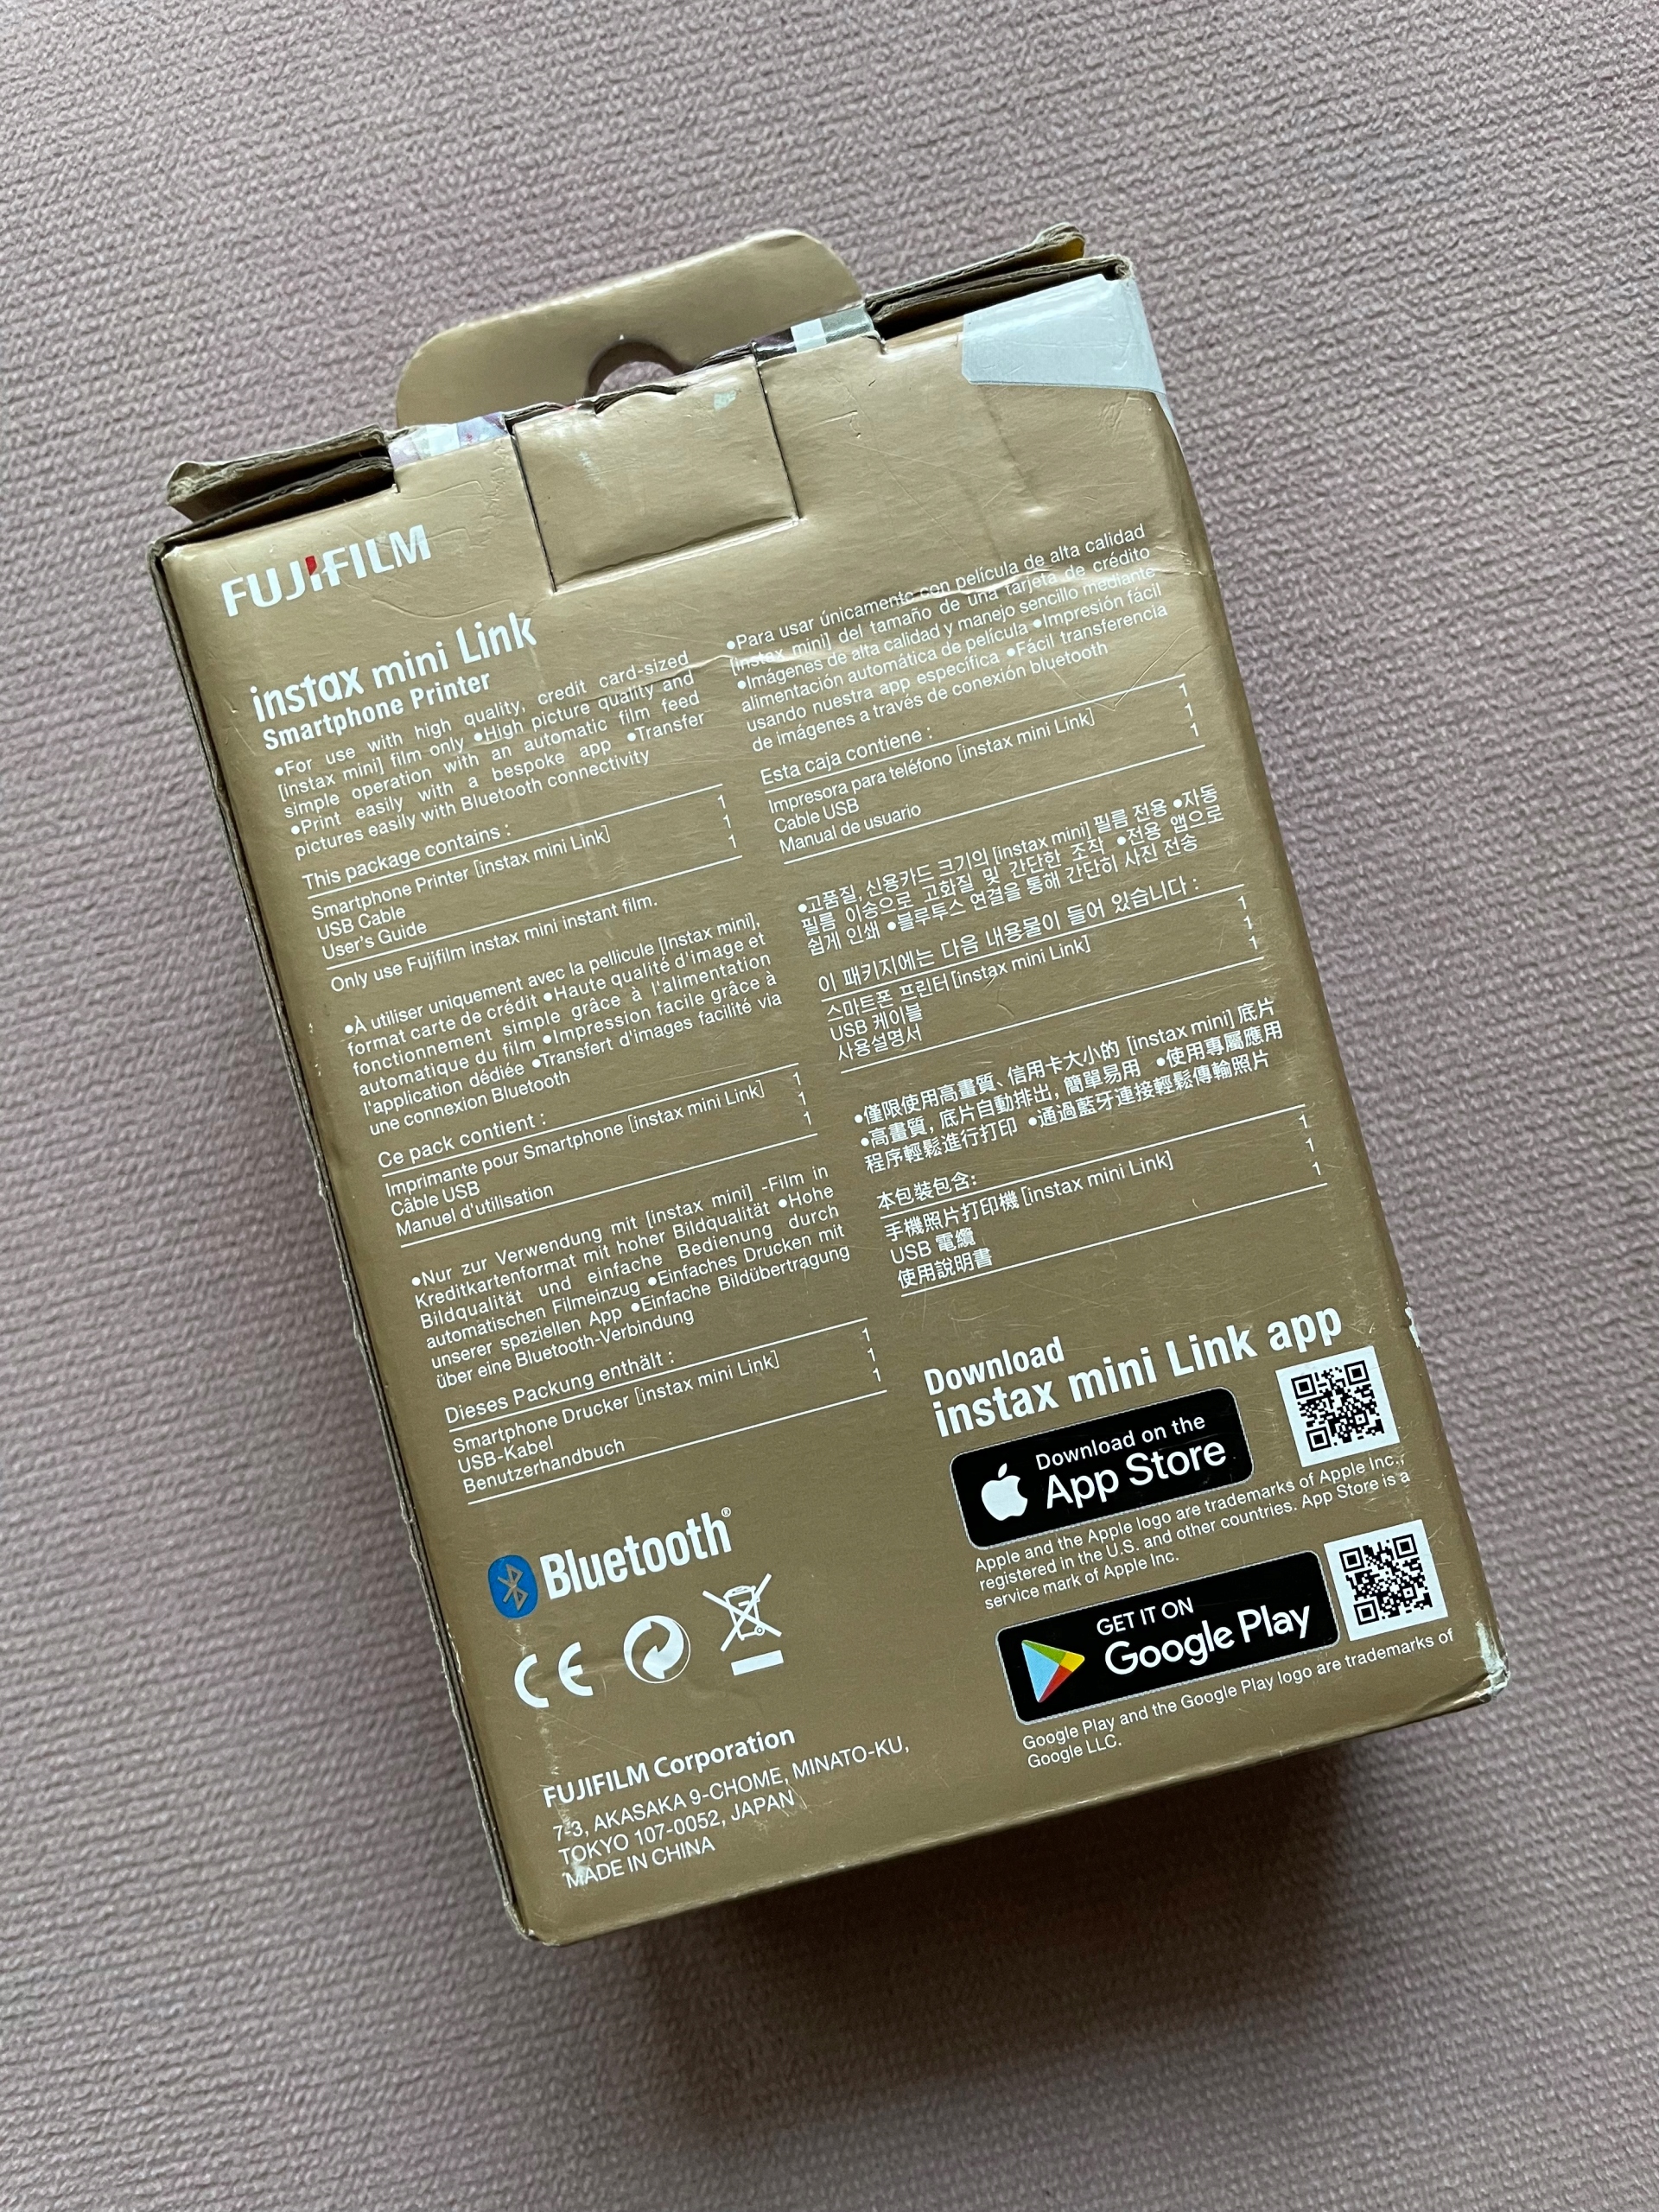 FUJIFILM
instax mini Link
Smartphone Printer
●For use with high quality, credit card-sized
[instax mini] film only ●High picture quality and
simple operation with an automatic film feed
●Print easily with a bespoke app ●Transfer
pictures easily with Bluetooth connectivity
This package contains :
Smartphone Printer [instax mini Link] 1
USB Cable 1
User's Guide 1
Only use Fujifilm instax mini instant film.
●À utiliser uniquement avec la pellicule [Instax mini],
format carte de crédit ●Haute qualité d'image et
fonctionnement simple grâce à l'alimentation
automatique du film ●Impression facile grâce à
l'application dédiée ●Transfert d'images facilité via
une connexion Bluetooth
Ce pack contient :
Imprimante pour Smartphone [instax mini Link] 1
Câble USB 1
Manuel d'utilisation 1
●Nur zur Verwendung mit [instax mini] -Film in
Kreditkartenformat mit hoher Bildqualität ●Hohe
Bildqualität und einfache Bedienung durch
automatischen Filmeinzug ●Einfaches Drucken mit
unserer speziellen App ●Einfache Bildübertragung
über eine Bluetooth-Verbindung
Dieses Packung enthält :
Smartphone Drucker [instax mini Link] 1
USB-Kabel 1
Benutzerhandbuch 1
Bluetooth®
CE
FUJIFILM Corporation
7-3, AKASAKA 9-CHOME, MINATO-KU,
TOKYO 107-0052, JAPAN
MADE IN CHINA
●Para usar únicamente con película de alta calidad
[instax mini] del tamaño de una tarjeta de crédito
●Imágenes de alta calidad y manejo sencillo mediante
alimentación automática de película ●Impresión fácil
usando nuestra app específica ●Fácil transferencia
de imágenes a través de conexión bluetooth
Esta caja contiene :
Impresora para teléfono [instax mini Link] 1
Cable USB 1
Manual de usuario 1
●고품질, 신용카드 크기의 [instax mini] 필름 전용 ●자동
필름 이송으로 고화질 및 간단한 조작 ●전용 앱으로
쉽게 인쇄 ●블루투스 연결을 통해 간단히 사진 전송
이 패키지에는 다음 내용물이 들어 있습니다 :
스마트폰 프린터 [instax mini Link] 1
USB 케이블 1
사용설명서 1
●僅限使用高畫質、信用卡大小的 [instax mini] 底片
●高畫質，底片自動排出，簡單易用 ●使用專屬應用
程序輕鬆進行打印 ●通過藍牙連接輕鬆傳輸照片
本包裝包含:
手機照片打印機 [instax mini Link] 1
USB 電纜 1
使用說明書 1
Download
instax mini Link app
Download on the
App Store
Apple and the Apple logo are trademarks of Apple Inc.,
registered in the U.S. and other countries. App Store is a
service mark of Apple Inc.
GET IT ON
Google Play
Google Play and the Google Play logo are trademarks of
Google LLC.